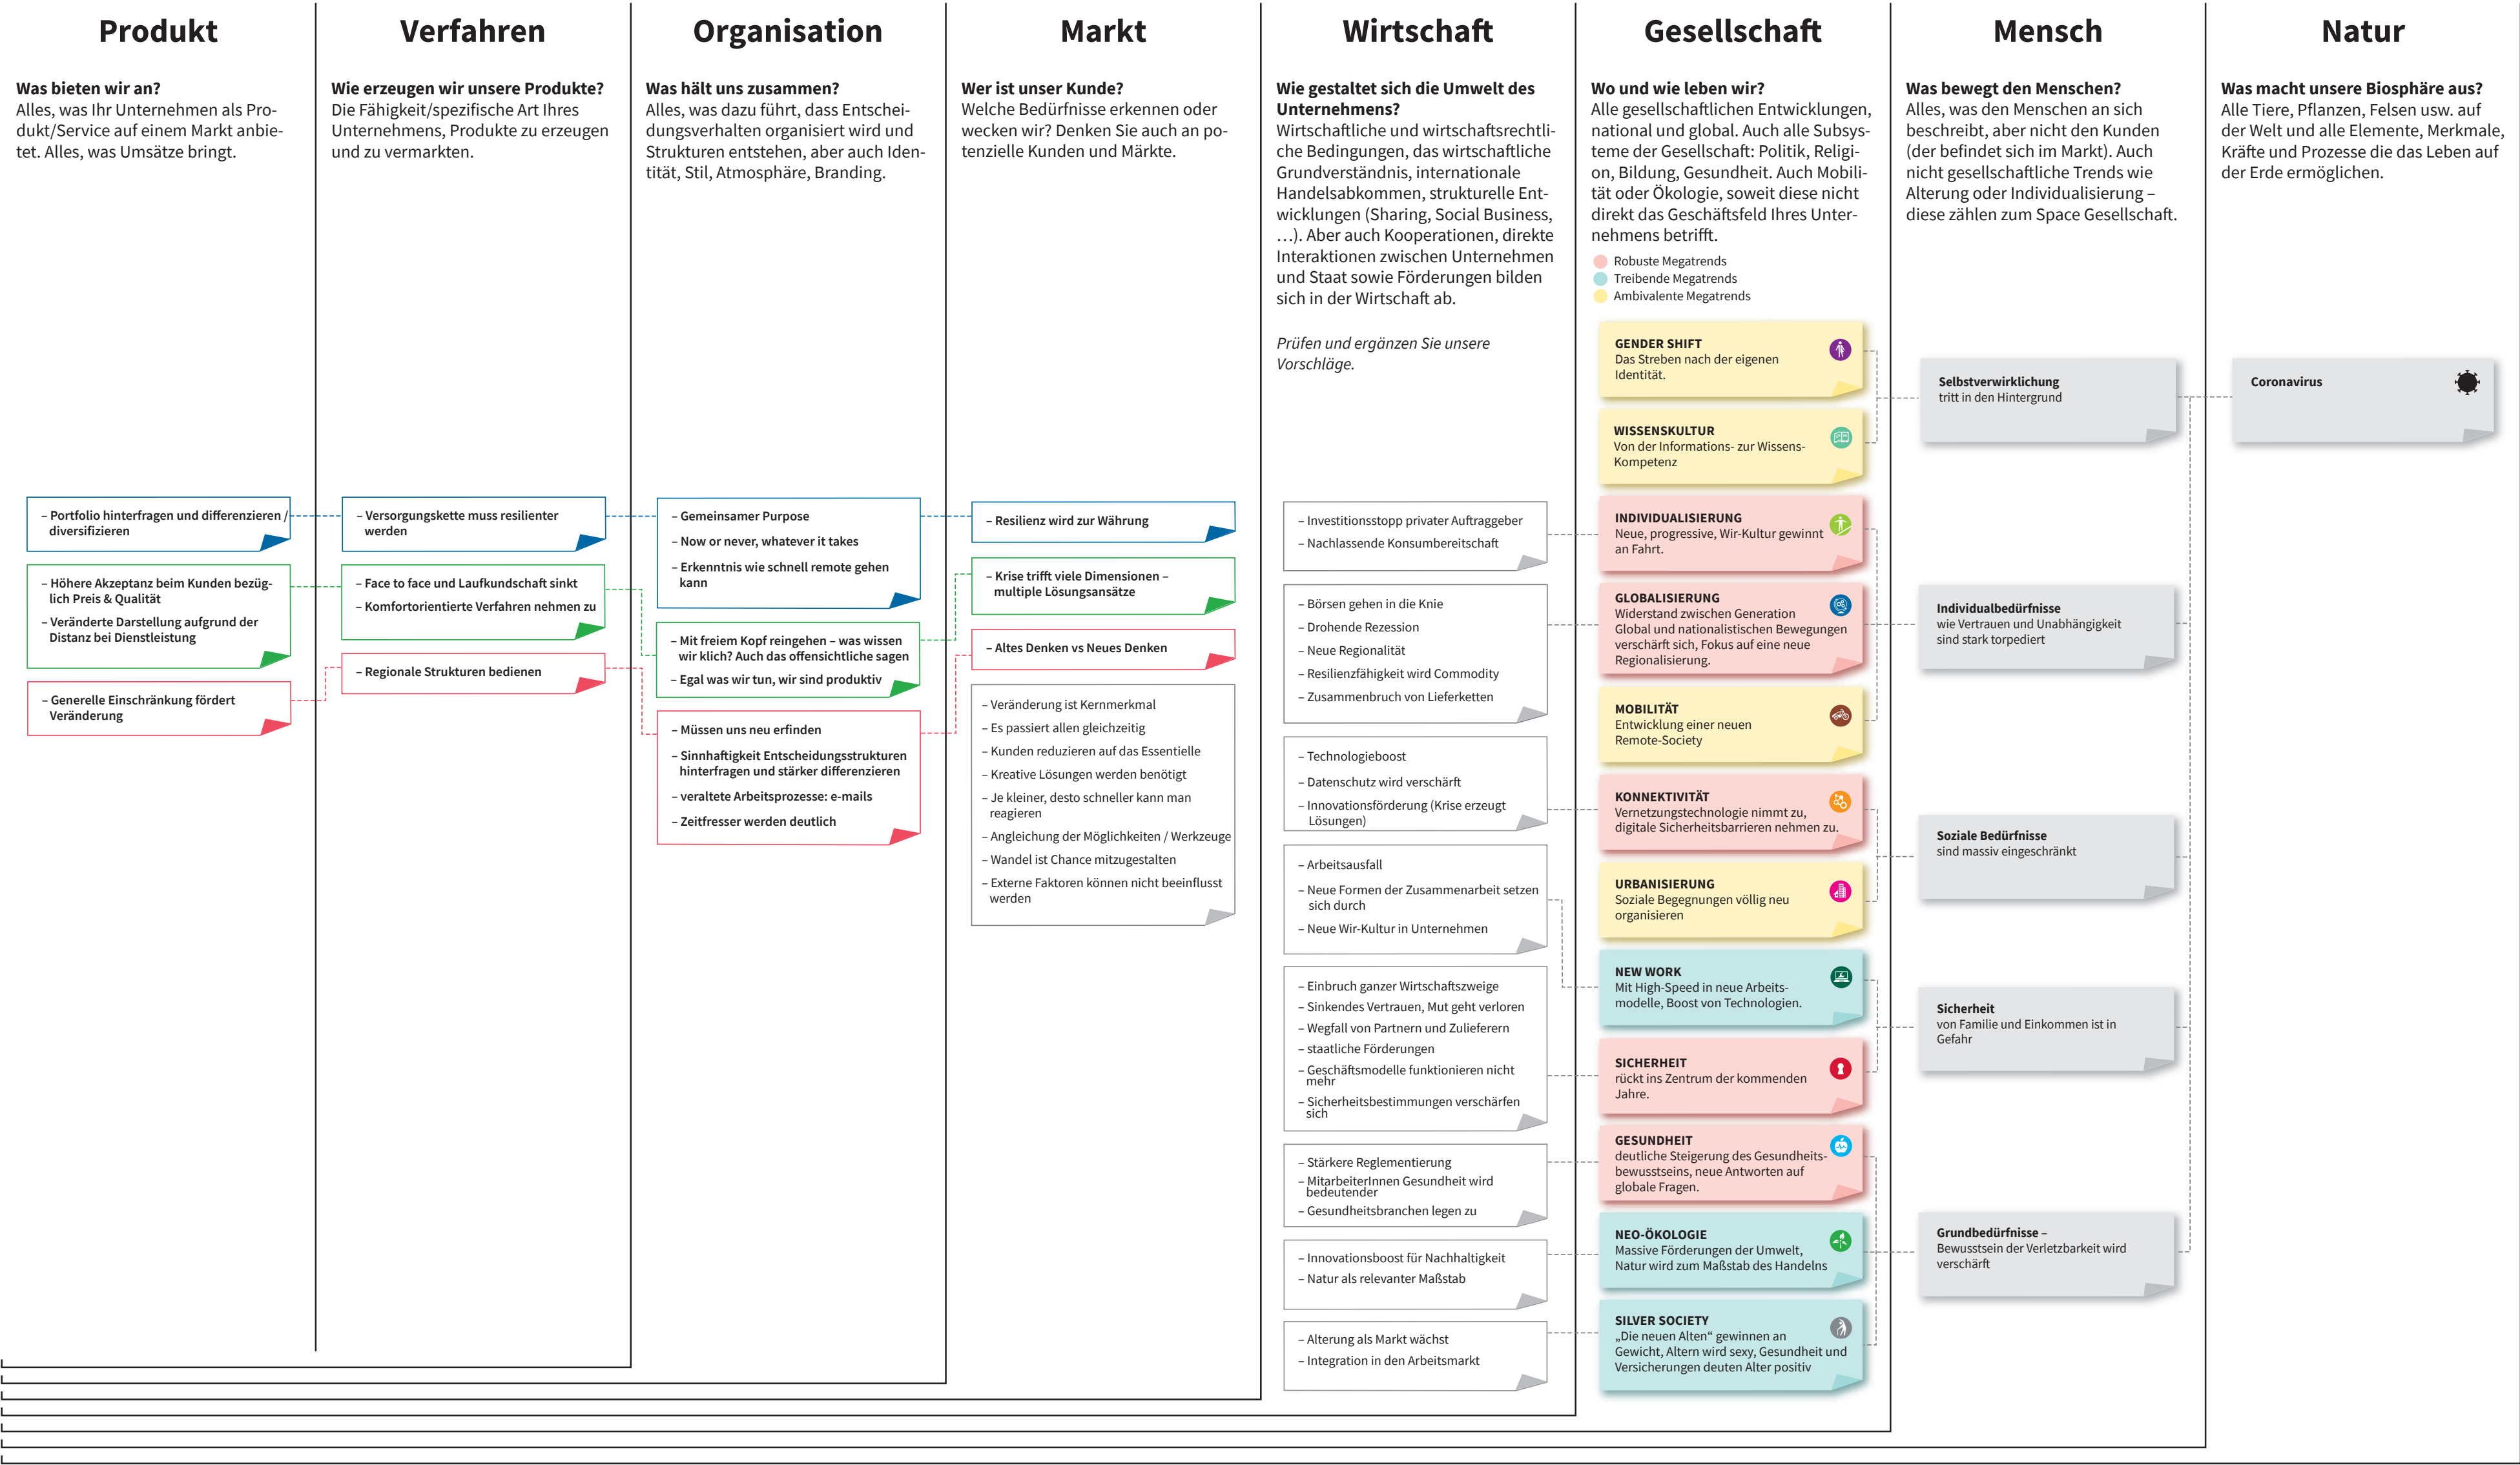 Produkt
Was bieten wir an?
Alles, was Ihr Unternehmen als Pro-
dukt/Service auf einem Markt anbie-
tet. Alles, was Umsätze bringt.
– Portfolio hinterfragen und differenzieren /
diversifizieren
– Höhere Akzeptanz beim Kunden bezüg-
lich Preis & Qualität
– Veränderte Darstellung aufgrund der
Distanz bei Dienstleistung
– Generelle Einschränkung fördert
Veränderung
Verfahren
Wie erzeugen wir unsere Produkte?
Die Fähigkeit/spezifische Art Ihres
Unternehmens, Produkte zu erzeugen
und zu vermarkten.
– Versorgungskette muss resilienter
werden
– Face to face und Laufkundschaft sinkt
– Komfortorientierte Verfahren nehmen zu
– Regionale Strukturen bedienen
Organisation
Was hält uns zusammen?
Alles, was dazu führt, dass Entschei-
dungsverhalten organisiert wird und
Strukturen entstehen, aber auch Iden-
tität, Stil, Atmosphäre, Branding.
– Gemeinsamer Purpose
– Now or never, whatever it takes
– Erkenntnis wie schnell remote gehen
kann
– Mit freiem Kopf reingehen – was wissen
wir klich? Auch das offensichtliche sagen
– Egal was wir tun, wir sind produktiv
– Müssen uns neu erfinden
– Sinnhaftigkeit Entscheidungsstrukturen
hinterfragen und stärker differenzieren
– veraltete Arbeitsprozesse: e-mails
– Zeitfresser werden deutlich
Markt
Wer ist unser Kunde?
Welche Bedürfnisse erkennen oder
wecken wir? Denken Sie auch an po-
tenzielle Kunden und Märkte.
– Resilienz wird zur Währung
– Krise trifft viele Dimensionen –
multiple Lösungsansätze
– Altes Denken vs Neues Denken
– Veränderung ist Kernmerkmal
– Es passiert allen gleichzeitig
– Kunden reduzieren auf das Essentielle
– Kreative Lösungen werden benötigt
– Je kleiner, desto schneller kann man
reagieren
– Angleichung der Möglichkeiten / Werkzeuge
– Wandel ist Chance mitzugestalten
– Externe Faktoren können nicht beeinflusst
werden
Wirtschaft
Wie gestaltet sich die Umwelt des
Unternehmens?
Wirtschaftliche und wirtschaftsrechtli-
che Bedingungen, das wirtschaftliche
Grundverständnis, internationale
Handelsabkommen, strukturelle Ent-
wicklungen (Sharing, Social Business,
…). Aber auch Kooperationen, direkte
Interaktionen zwischen Unternehmen
und Staat sowie Förderungen bilden
sich in der Wirtschaft ab.
Prüfen und ergänzen Sie unsere
Vorschläge.
– Investitionsstopp privater Auftraggeber
– Nachlassende Konsumbereitschaft
– Börsen gehen in die Knie
– Drohende Rezession
– Neue Regionalität
– Resilienzfähigkeit wird Commodity
– Zusammenbruch von Lieferketten
– Technologieboost
– Datenschutz wird verschärft
– Innovationsförderung (Krise erzeugt
Lösungen)
– Arbeitsausfall
– Neue Formen der Zusammenarbeit setzen
sich durch
– Neue Wir-Kultur in Unternehmen
– Einbruch ganzer Wirtschaftszweige
– Sinkendes Vertrauen, Mut geht verloren
– Wegfall von Partnern und Zulieferern
– staatliche Förderungen
– Geschäftsmodelle funktionieren nicht
mehr
– Sicherheitsbestimmungen verschärfen
sich
– Stärkere Reglementierung
– MitarbeiterInnen Gesundheit wird
bedeutender
– Gesundheitsbranchen legen zu
– Innovationsboost für Nachhaltigkeit
– Natur als relevanter Maßstab
– Alterung als Markt wächst
– Integration in den Arbeitsmarkt
Gesellschaft
Wo und wie leben wir?
Alle gesellschaftlichen Entwicklungen,
national und global. Auch alle Subsys-
teme der Gesellschaft: Politik, Religi-
on, Bildung, Gesundheit. Auch Mobili-
tät oder Ökologie, soweit diese nicht
direkt das Geschäftsfeld Ihres Unter-
nehmens betrifft.
Robuste Megatrends
Treibende Megatrends
Ambivalente Megatrends
GENDER SHIFT
Das Streben nach der eigenen
Identität.
WISSENSKULTUR
Von der Informations- zur Wissens-
Kompetenz
INDIVIDUALISIERUNG
Neue, progressive, Wir-Kultur gewinnt
an Fahrt.
GLOBALISIERUNG
Widerstand zwischen Generation
Global und nationalistischen Bewegungen
verschärft sich, Fokus auf eine neue
Regionalisierung.
MOBILITÄT
Entwicklung einer neuen
Remote-Society
KONNEKTIVITÄT
Vernetzungstechnologie nimmt zu,
digitale Sicherheitsbarrieren nehmen zu.
URBANISIERUNG
Soziale Begegnungen völlig neu
organisieren
NEW WORK
Mit High-Speed in neue Arbeits-
modelle, Boost von Technologien.
SICHERHEIT
rückt ins Zentrum der kommenden
Jahre.
GESUNDHEIT
deutliche Steigerung des Gesundheits-
bewusstseins, neue Antworten auf
globale Fragen.
NEO-ÖKOLOGIE
Massive Förderungen der Umwelt,
Natur wird zum Maßstab des Handelns
SILVER SOCIETY
„Die neuen Alten“ gewinnen an
Gewicht, Altern wird sexy, Gesundheit und
Versicherungen deuten Alter positiv
Mensch
Was bewegt den Menschen?
Alles, was den Menschen an sich
beschreibt, aber nicht den Kunden
(der befindet sich im Markt). Auch
nicht gesellschaftliche Trends wie
Alterung oder Individualisierung –
diese zählen zum Space Gesellschaft.
Selbstverwirklichung
tritt in den Hintergrund
Individualbedürfnisse
wie Vertrauen und Unabhängigkeit
sind stark torpediert
Soziale Bedürfnisse
sind massiv eingeschränkt
Sicherheit
von Familie und Einkommen ist in
Gefahr
Grundbedürfnisse –
Bewusstsein der Verletzbarkeit wird
verschärft
Natur
Was macht unsere Biosphäre aus?
Alle Tiere, Pflanzen, Felsen usw. auf
der Welt und alle Elemente, Merkmale,
Kräfte und Prozesse die das Leben auf
der Erde ermöglichen.
Coronavirus